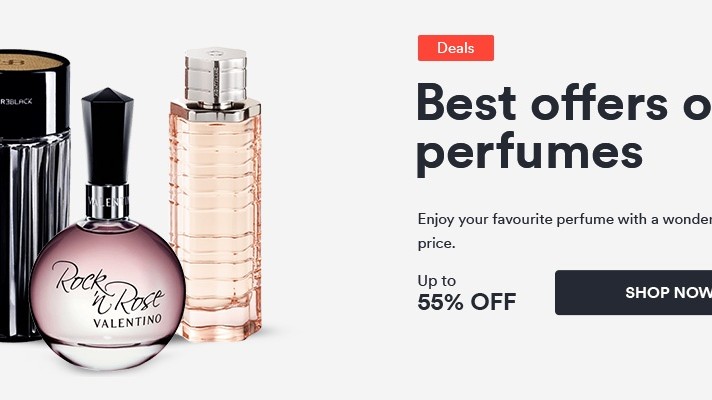 RƎBLACK
Rock
'n Rose
VALENTINO
Deals
Best offers o
perfumes
Enjoy your favourite perfume with a wonder
price.
Up to
55% OFF
SHOP NOW